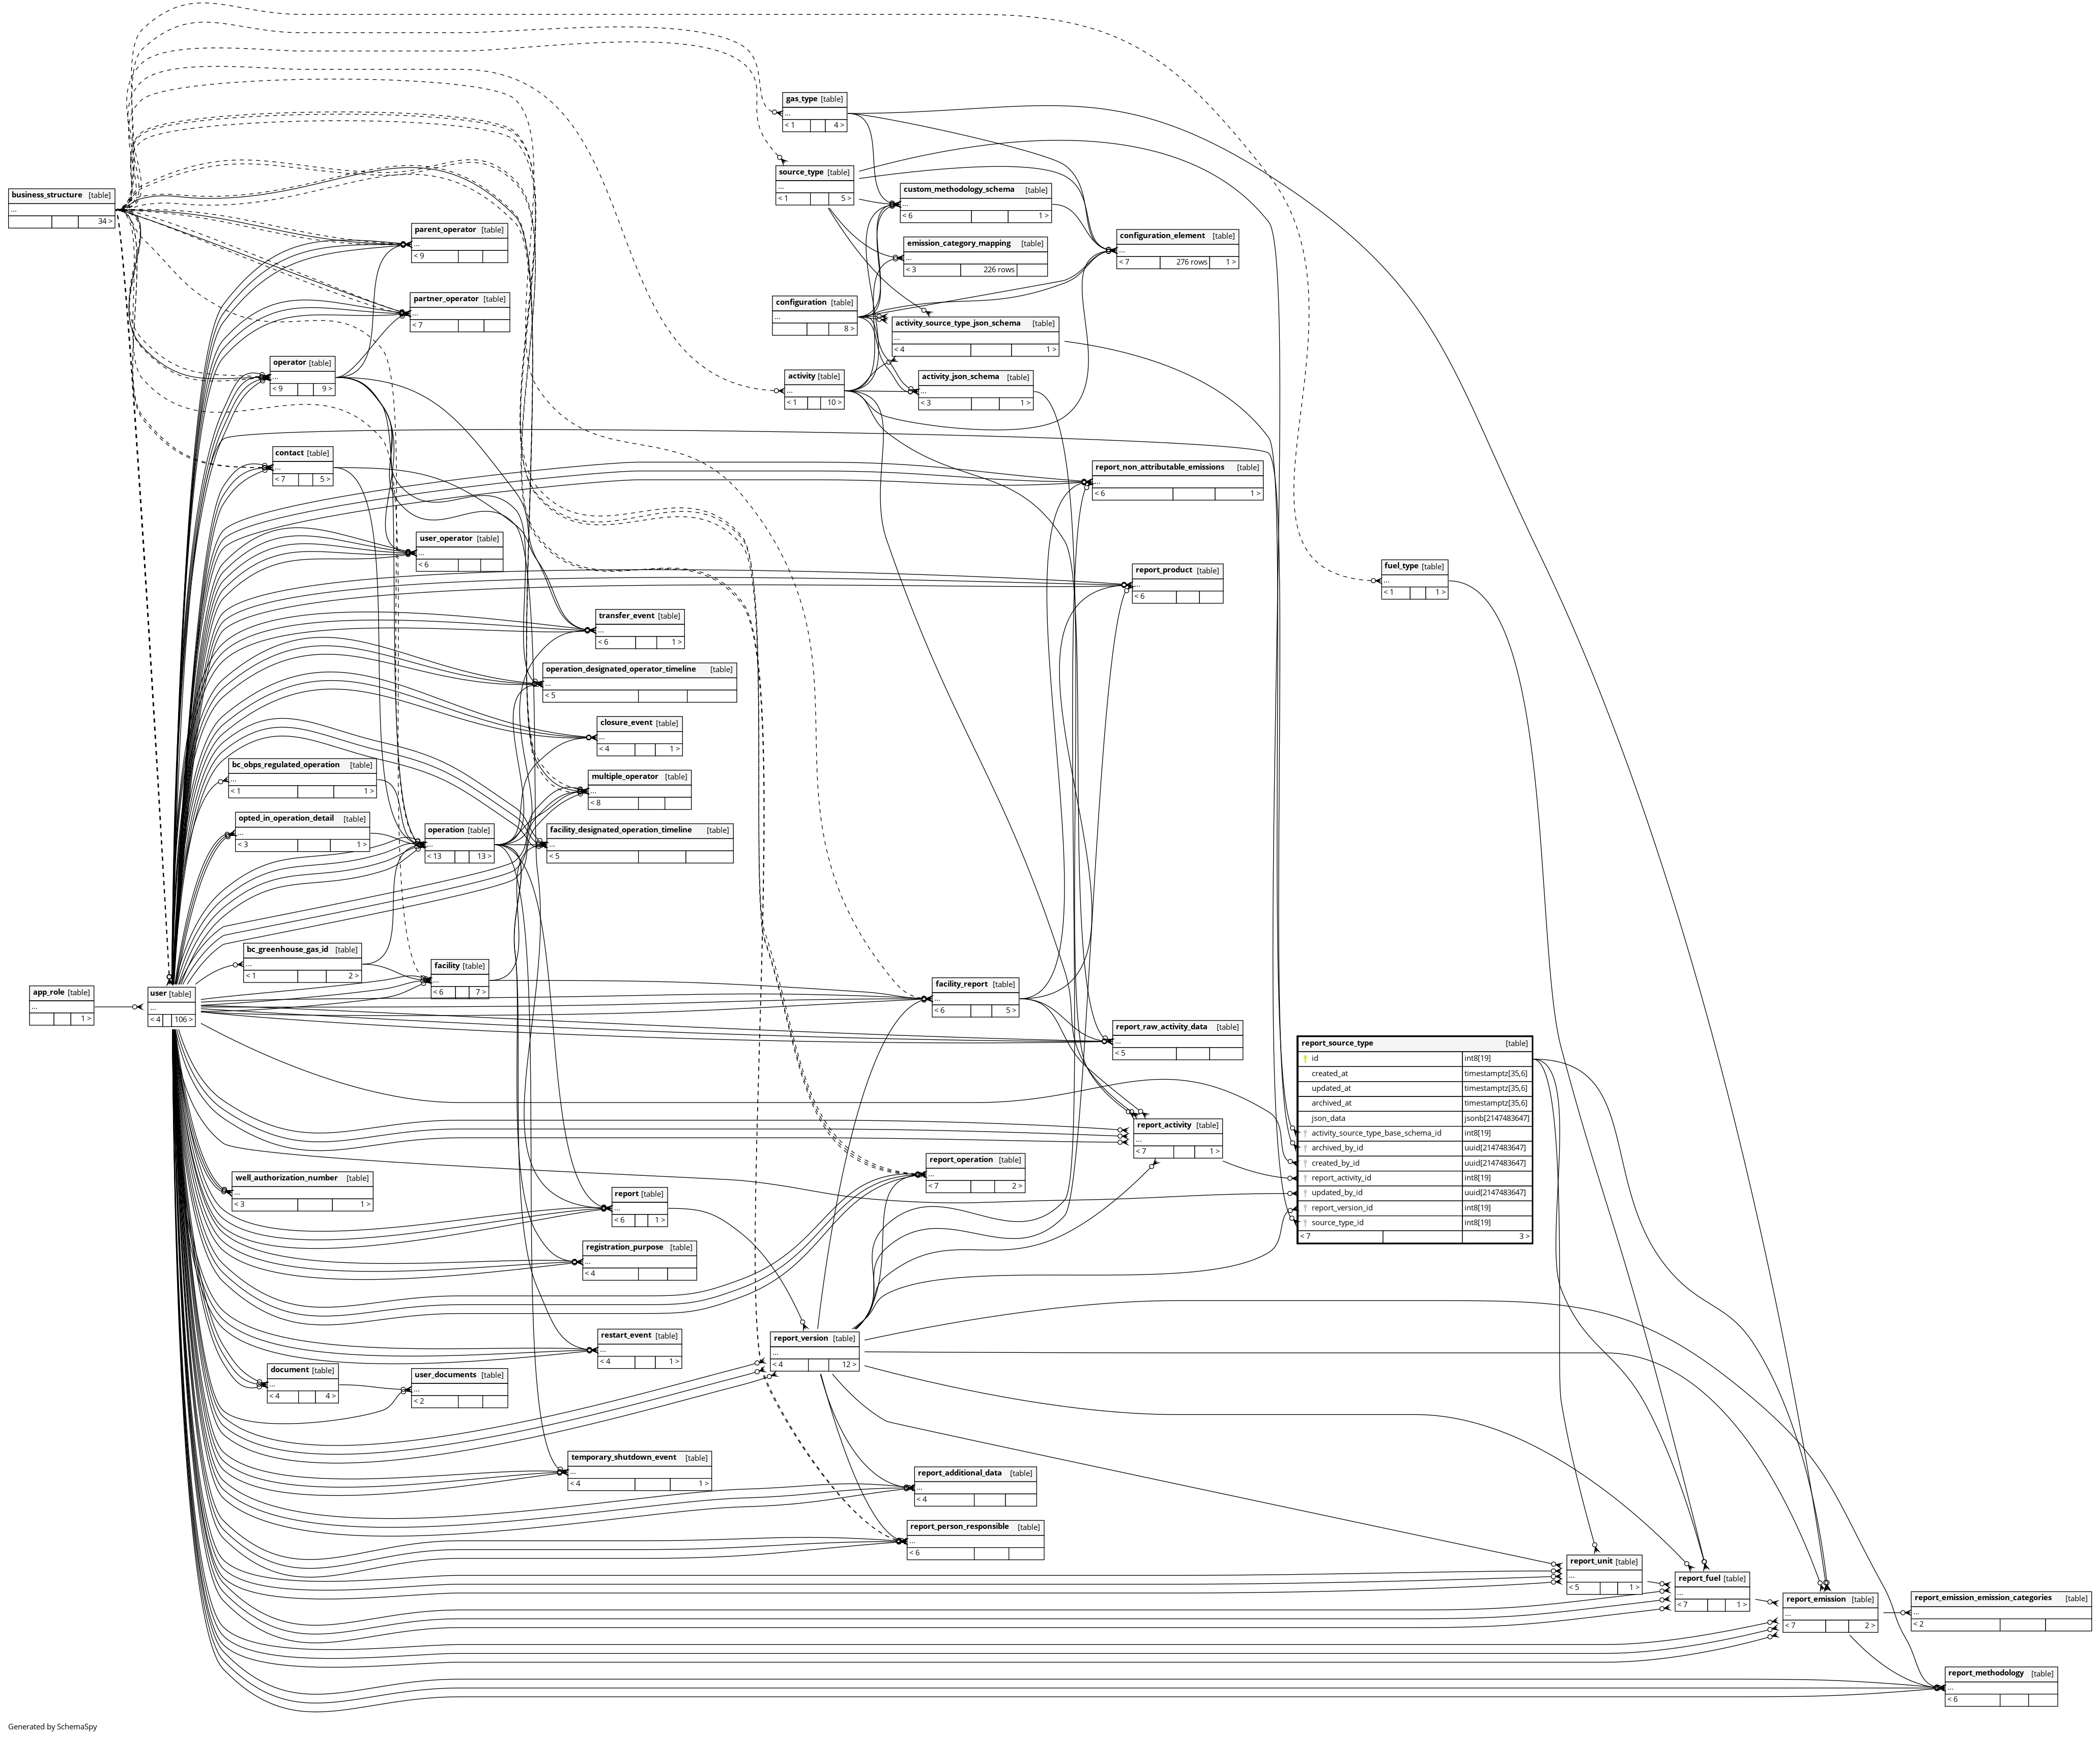 gas_type [table]
...
< 1 4 >
source_type [table]
...
< 1 5 >
business_structure [table]
...
34 >
custom_methodology_schema [table]
...
< 6 1 >
parent_operator [table]
...
< 9
emission_category_mapping [table]
...
< 3 226 rows
configuration_element [table]
...
< 7 276 rows 1 >
partner_operator [table]
...
< 7
configuration [table]
...
8 >
activity_source_type_json_schema [table]
...
< 4 1 >
operator [table]
...
< 9 9 >
activity [table]
...
< 1 10 >
activity_json_schema [table]
...
< 3 1 >
contact [table]
...
< 7 5 >
report_non_attributable_emissions [table]
...
< 6 1 >
user_operator [table]
...
< 6
report_product [table]
...
< 6
fuel_type [table]
...
< 1 1 >
transfer_event [table]
...
< 6 1 >
operation_designated_operator_timeline [table]
...
< 5
closure_event [table]
...
< 4 1 >
bc_obps_regulated_operation [table]
...
< 1 1 >
multiple_operator [table]
...
< 8
opted_in_operation_detail [table]
...
< 3 1 >
operation [table]
...
< 13 13 >
facility_designated_operation_timeline [table]
...
< 5
bc_greenhouse_gas_id [table]
...
< 1 2 >
facility [table]
...
< 6 7 >
app_role [table]
...
1 >
user [table]
...
< 4 106 >
facility_report [table]
...
< 6 5 >
report_raw_activity_data [table]
...
< 5
report_source_type [table]
id int8[19]
created_at timestamptz[35,6]
updated_at timestamptz[35,6]
archived_at timestamptz[35,6]
json_data jsonb[2147483647]
activity_source_type_base_schema_id int8[19]
archived_by_id uuid[2147483647]
created_by_id uuid[2147483647]
report_activity_id int8[19]
updated_by_id uuid[2147483647]
report_version_id int8[19]
source_type_id int8[19]
< 7 3 >
report_activity [table]
...
< 7 1 >
report_operation [table]
...
< 7 2 >
well_authorization_number [table]
...
< 3 1 >
report [table]
...
< 6 1 >
registration_purpose [table]
...
< 4
restart_event [table]
...
< 4 1 >
report_version [table]
...
< 4 12 >
document [table]
...
< 4 4 >
user_documents [table]
...
< 2
temporary_shutdown_event [table]
...
< 4 1 >
report_additional_data [table]
...
< 4
report_person_responsible [table]
...
< 6
report_unit [table]
...
< 5 1 >
report_fuel [table]
...
< 7 1 >
report_emission [table]
...
< 7 2 >
report_emission_emission_categories [table]
...
< 2
report_methodology [table]
...
< 6
Generated by SchemaSpy